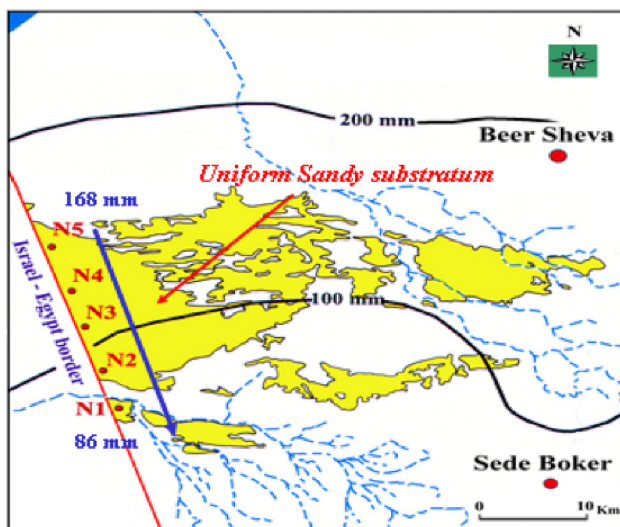 N
200 mm
Beer Sheva
Uniform Sandy substratum
168 mm
N5
N4
N3
100 mm
N2
Israel - Egypt border
N1
86 mm
Sede Boker
0 10 Km